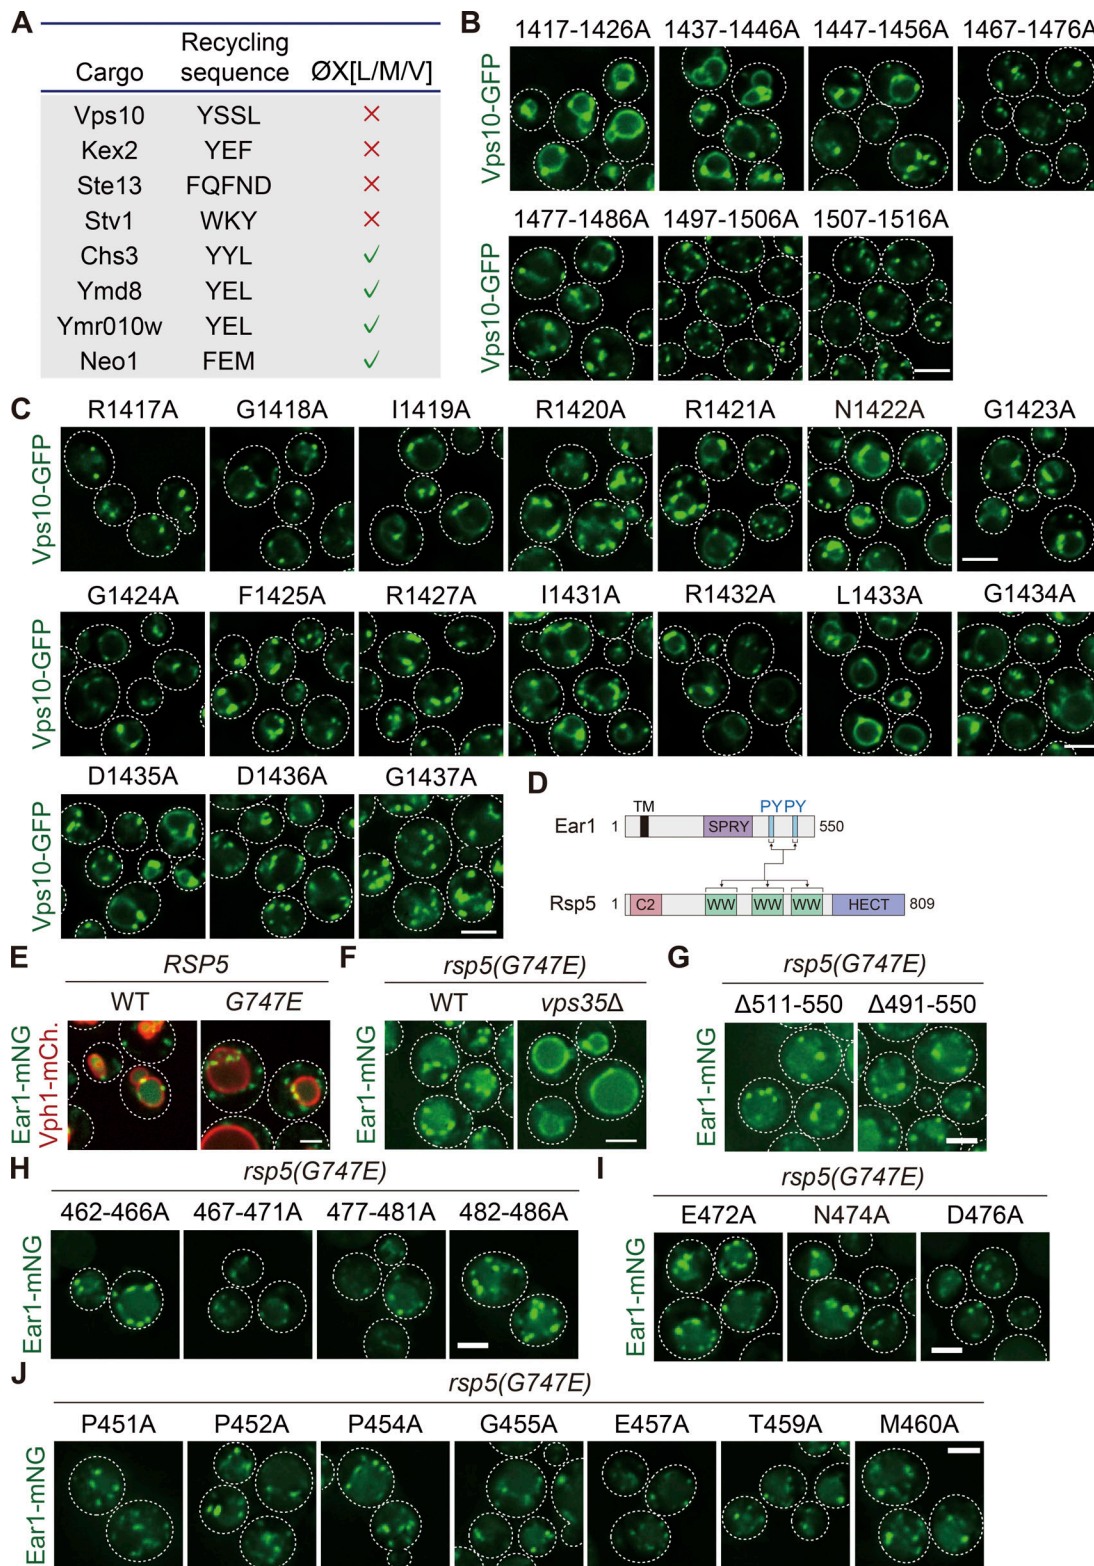 A
Cargo Recycling sequence ØX[L/M/V]
Vps10 YSSL ×
Kex2 YEF ×
Ste13 FQFND ×
Stv1 WKY ×
Chs3 YYL ✓
Ymd8 YEL ✓
Ymr010w YEL ✓
Neo1 FEM ✓
B
1417-1426A 1437-1446A 1447-1456A 1467-1476A
Vps10-GFP
1477-1486A 1497-1506A 1507-1516A
Vps10-GFP
C
R1417A G1418A I1419A R1420A R1421A N1422A G1423A
Vps10-GFP
G1424A F1425A R1427A I1431A R1432A L1433A G1434A
Vps10-GFP
D1435A D1436A G1437A
Vps10-GFP
D
TM PY PY
Ear1 1 SPRY 550
Rsp5 1 C2 WW WW WW HECT 809
E
RSP5
WT G747E
Ear1-mNG
Vph1-mCh.
F
rsp5(G747E)
WT vps35Δ
Ear1-mNG
G
rsp5(G747E)
Δ511-550 Δ491-550
Ear1-mNG
H
rsp5(G747E)
462-466A 467-471A 477-481A 482-486A
Ear1-mNG
I
rsp5(G747E)
E472A N474A D476A
Ear1-mNG
J
rsp5(G747E)
P451A P452A P454A G455A E457A T459A M460A
Ear1-mNG